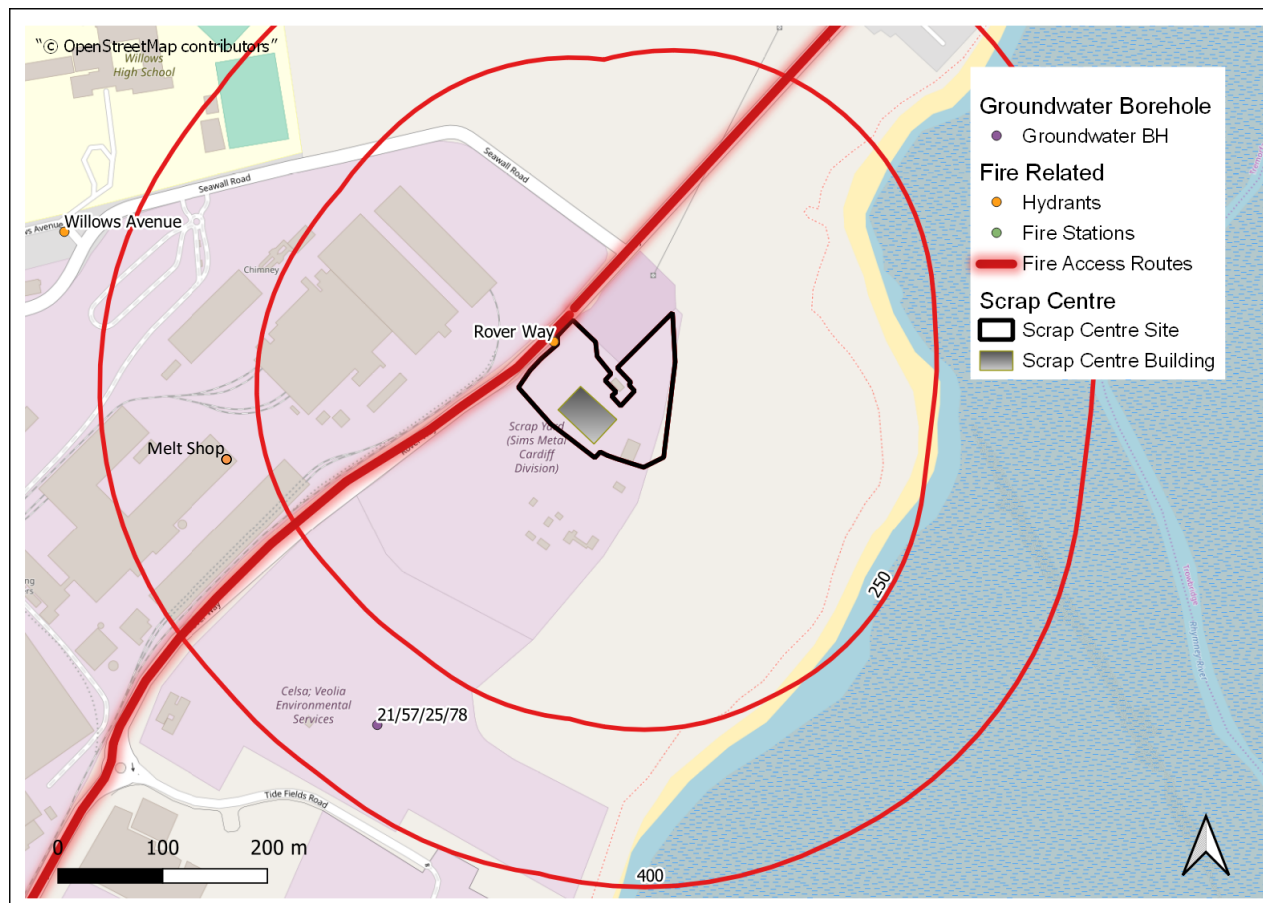 "© OpenStreetMap contributors"
Willows
High School
Seawall Road
Seawall Road
Willows Avenue
Chimney
Rover Way
Melt Shop
Scrap Yard
(Sims Metal
Cardiff
Division)
250
Celsa; Veolia
Environmental
Services
21/57/25/78
Tide Fields Road
400
0 100 200 m
Groundwater Borehole
Groundwater BH
Fire Related
Hydrants
Fire Stations
Fire Access Routes
Scrap Centre
Scrap Centre Site
Scrap Centre Building
Rhymney River